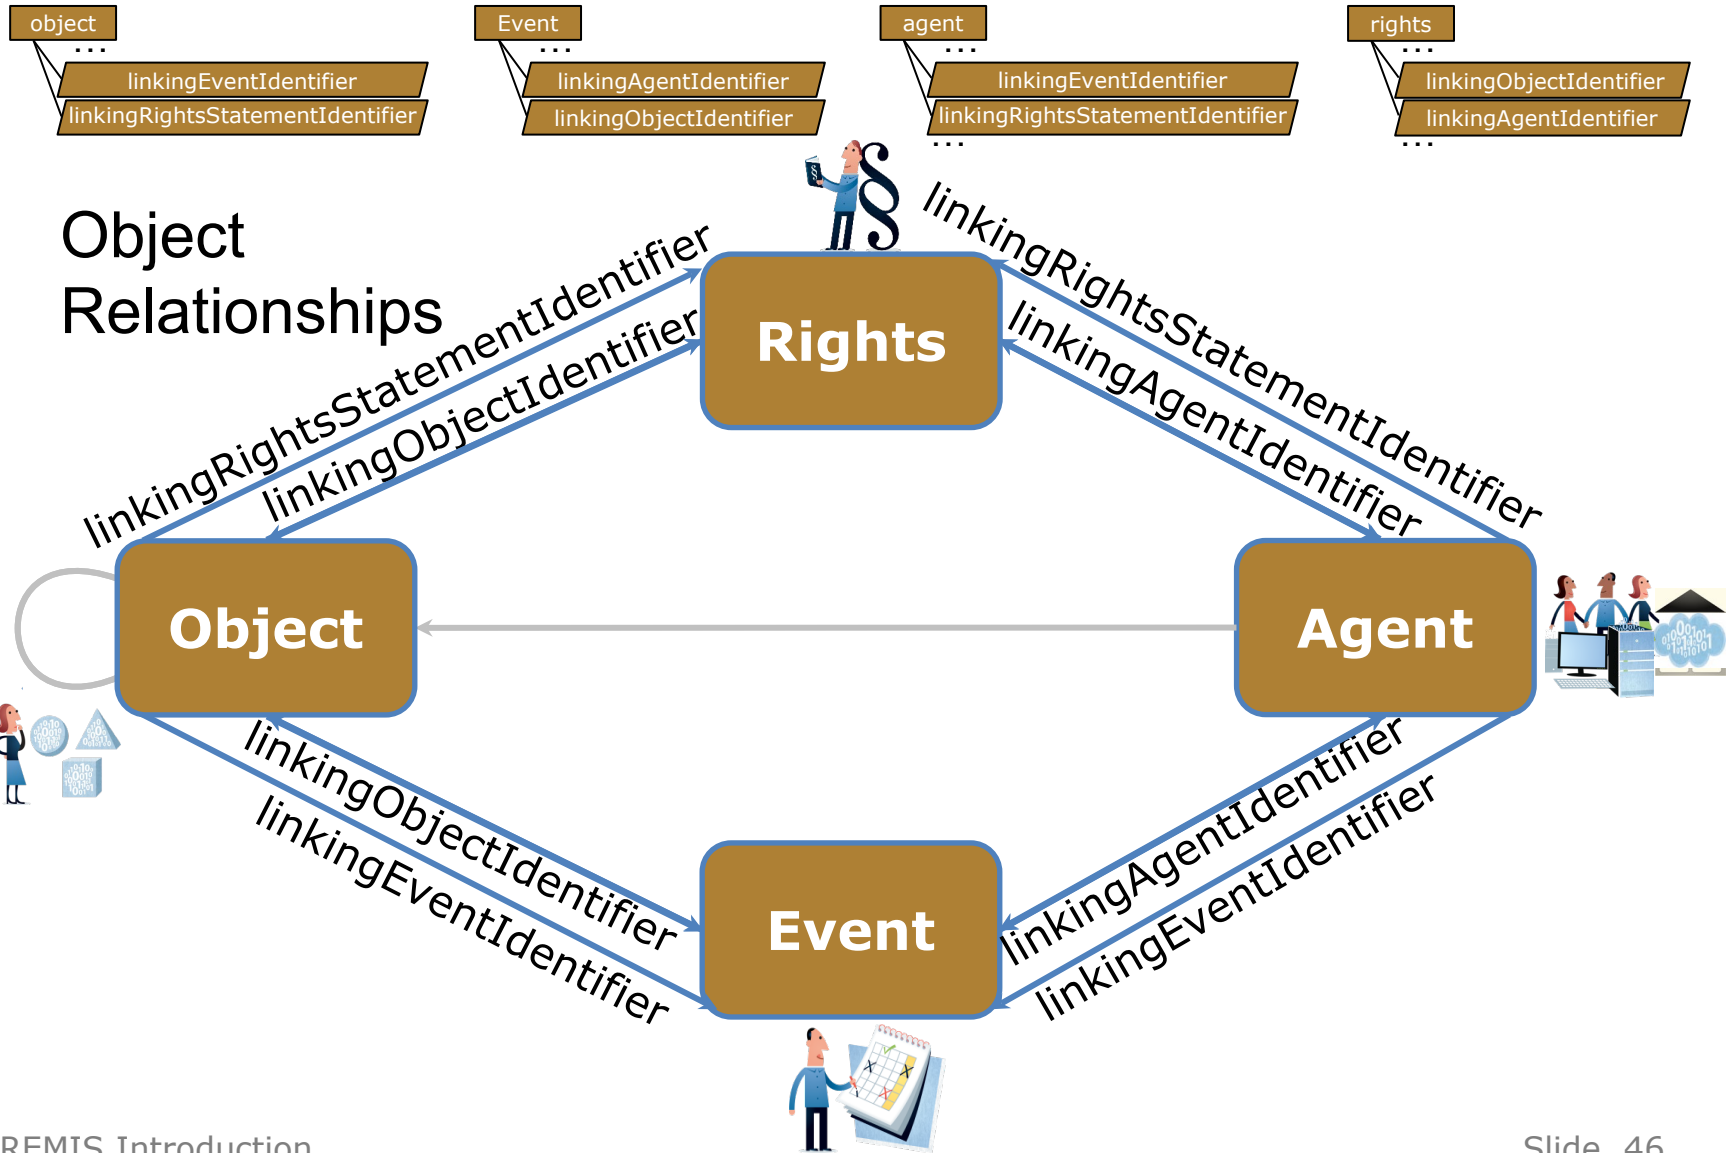 object
...
linkingEventIdentifier
linkingRightsStatementIdentifier
Event
...
linkingAgentIdentifier
linkingObjectIdentifier
agent
...
linkingEventIdentifier
linkingRightsStatementIdentifier
...
rights
...
linkingObjectIdentifier
linkingAgentIdentifier
...
Object
Relationships
linkingRightsStatementIdentifier
linkingObjectIdentifier
Rights
linkingRightsStatementIdentifier
linkingAgentIdentifier
Object
Agent
linkingObjectIdentifier
linkingEventIdentifier
Event
linkingAgentIdentifier
linkingEventIdentifier
REMIS Introduction
Slide 46